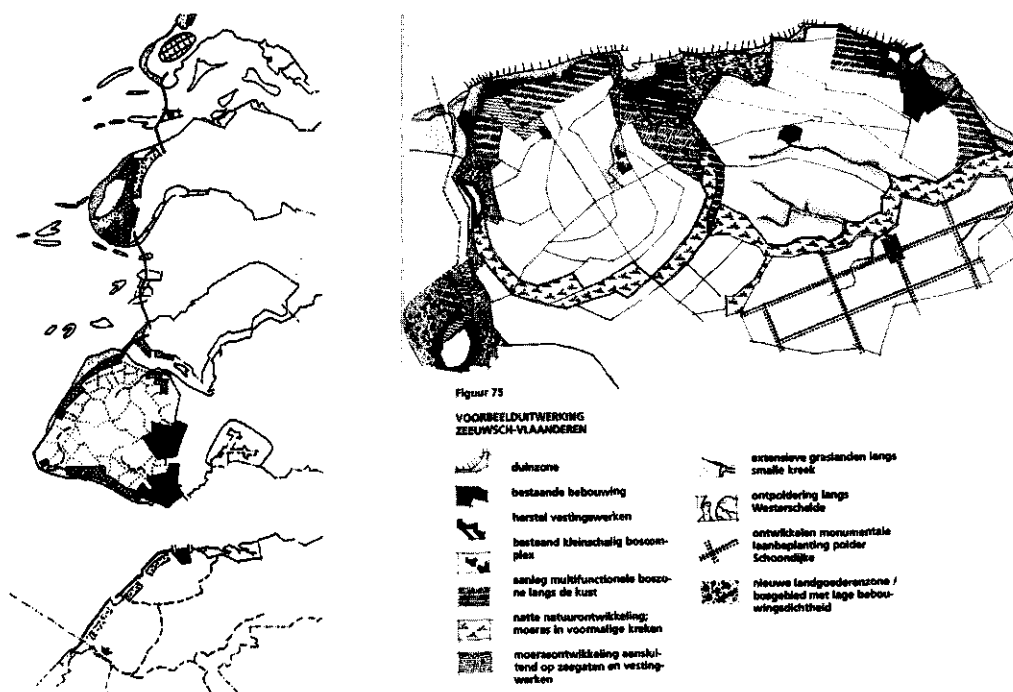 Figuur 75
VOORBEELDUITWERKING
ZEEUWSCH-VLAANDEREN
duinzone
bestaande bebouwing
herstel vestingwerken
bestaand kleinschalig boscom-
plex
aanleg multifunctionele boszo-
ne langs de kust
natte natuurontwikkeling;
moeras in voormalige kreken
moerasontwikkeling aanslui-
tend op zeegaten en vesting-
werken
extensieve graslanden langs
smalle kreek
ontpoldering langs
Westerschelde
ontwikkelen monumentale
laanbeplanting polder
Schoondijke
nieuwe landgoederenzone /
bosgebied met lage bebou-
wingsdichtheid